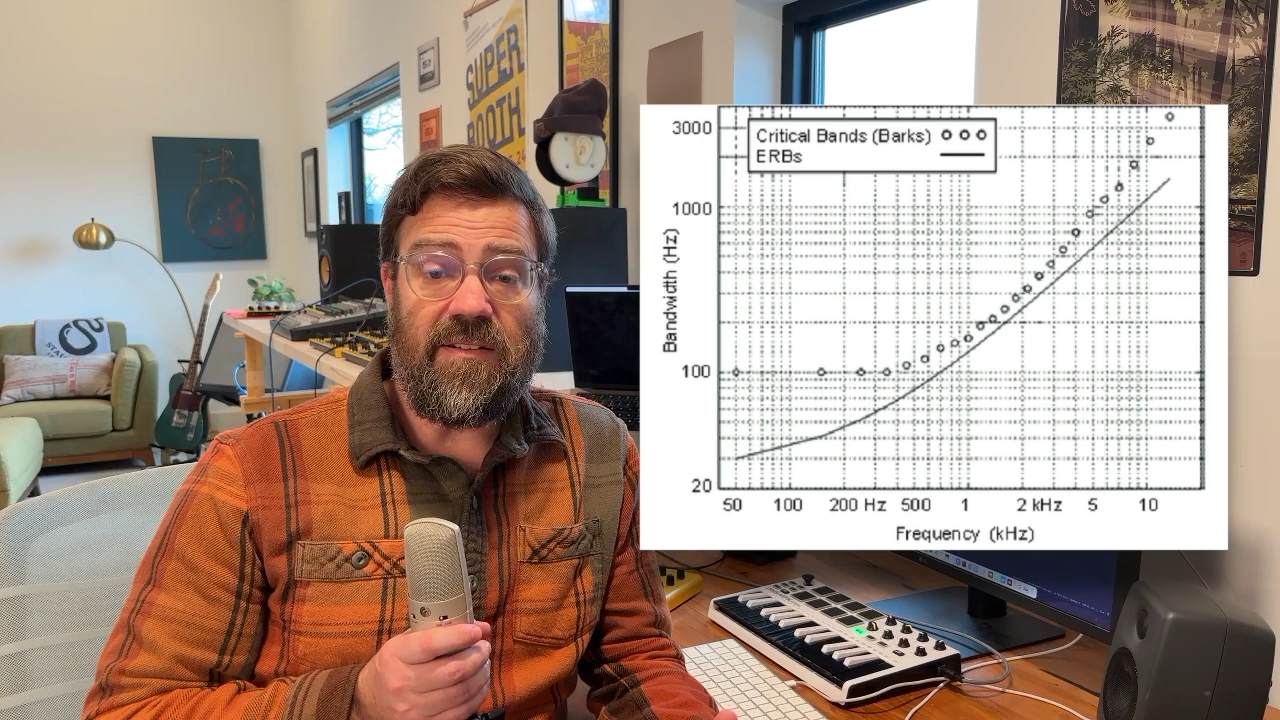 SUPER
BOOTH
Critical Bands (Barks)
ERBs
3000
1000
100
20
Bandwidth (Hz)
50 100 200 Hz 500 1 2 kHz 5 10
Frequency (kHz)